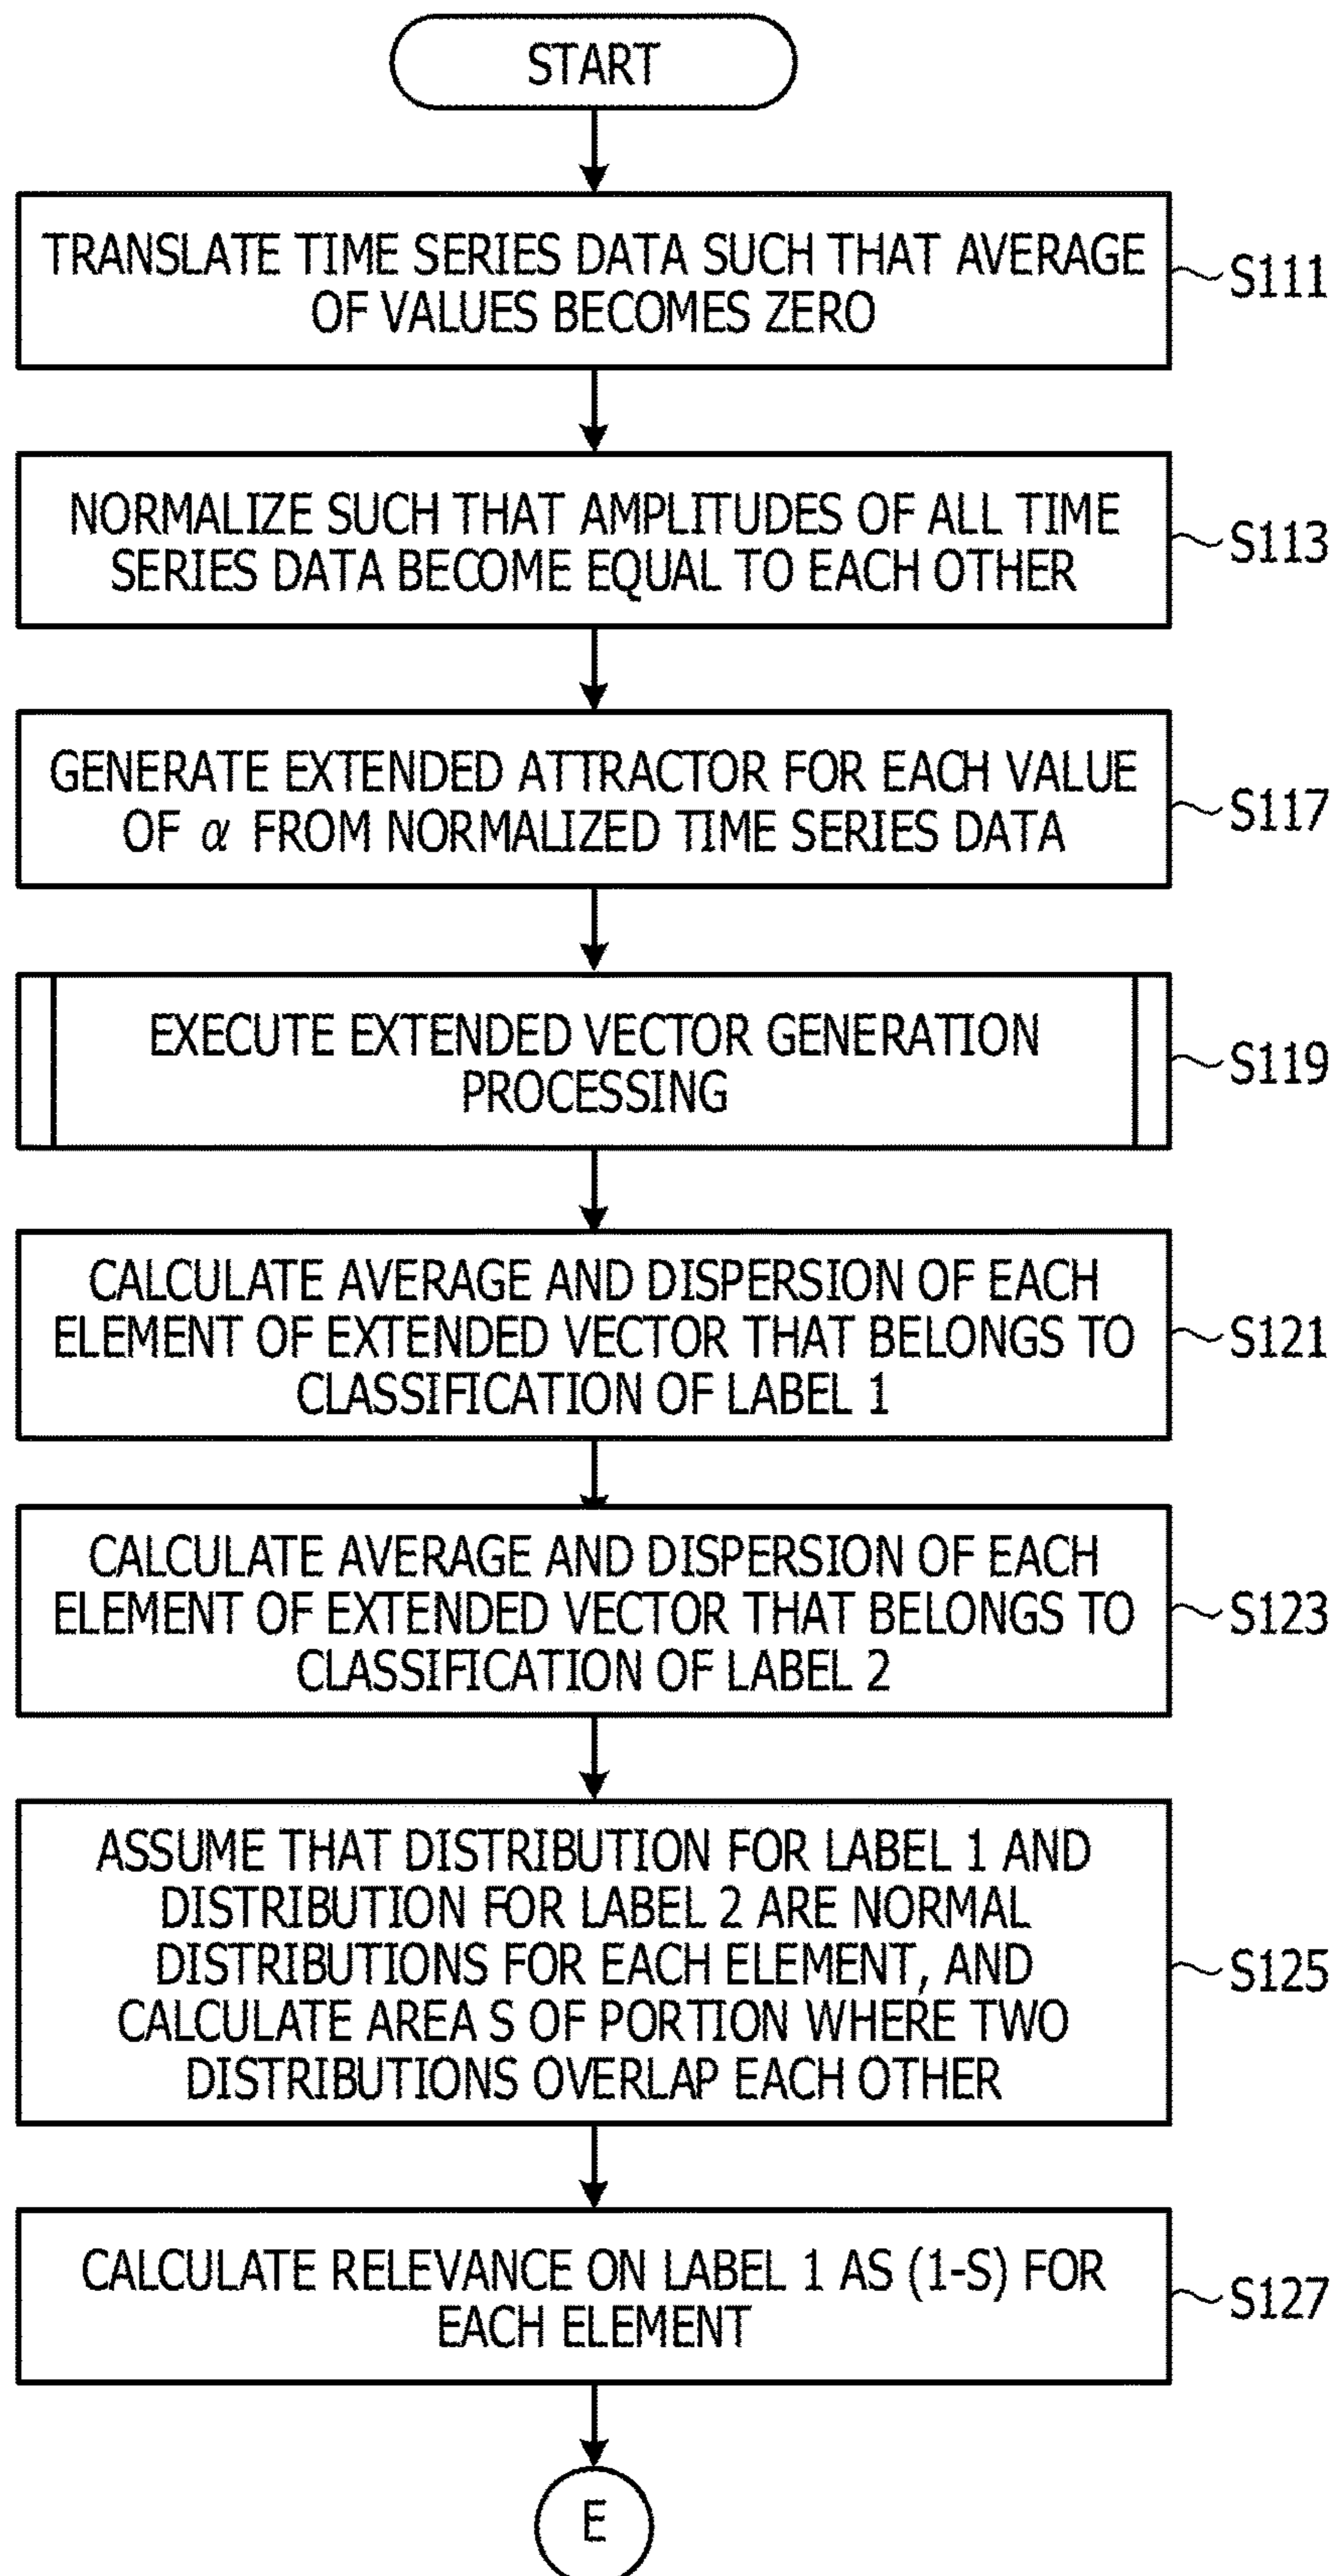 START
TRANSLATE TIME SERIES DATA SUCH THAT AVERAGE
OF VALUES BECOMES ZERO
S111
NORMALIZE SUCH THAT AMPLITUDES OF ALL TIME
SERIES DATA BECOME EQUAL TO EACH OTHER
S113
GENERATE EXTENDED ATTRACTOR FOR EACH VALUE
OF α FROM NORMALIZED TIME SERIES DATA
S117
EXECUTE EXTENDED VECTOR GENERATION
PROCESSING
S119
CALCULATE AVERAGE AND DISPERSION OF EACH
ELEMENT OF EXTENDED VECTOR THAT BELONGS TO
CLASSIFICATION OF LABEL 1
S121
CALCULATE AVERAGE AND DISPERSION OF EACH
ELEMENT OF EXTENDED VECTOR THAT BELONGS TO
CLASSIFICATION OF LABEL 2
S123
ASSUME THAT DISTRIBUTION FOR LABEL 1 AND
DISTRIBUTION FOR LABEL 2 ARE NORMAL
DISTRIBUTIONS FOR EACH ELEMENT, AND
CALCULATE AREA S OF PORTION WHERE TWO
DISTRIBUTIONS OVERLAP EACH OTHER
S125
CALCULATE RELEVANCE ON LABEL 1 AS (1-S) FOR
EACH ELEMENT
S127
E